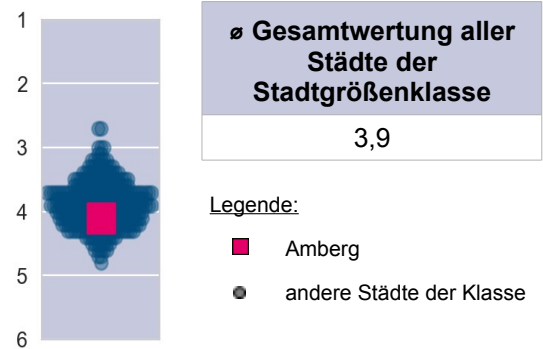 1
2
3
4
5
6
ø Gesamtwertung aller
Städte der
Stadtgrößenklasse
3,9
Legende:
Amberg
andere Städte der Klasse